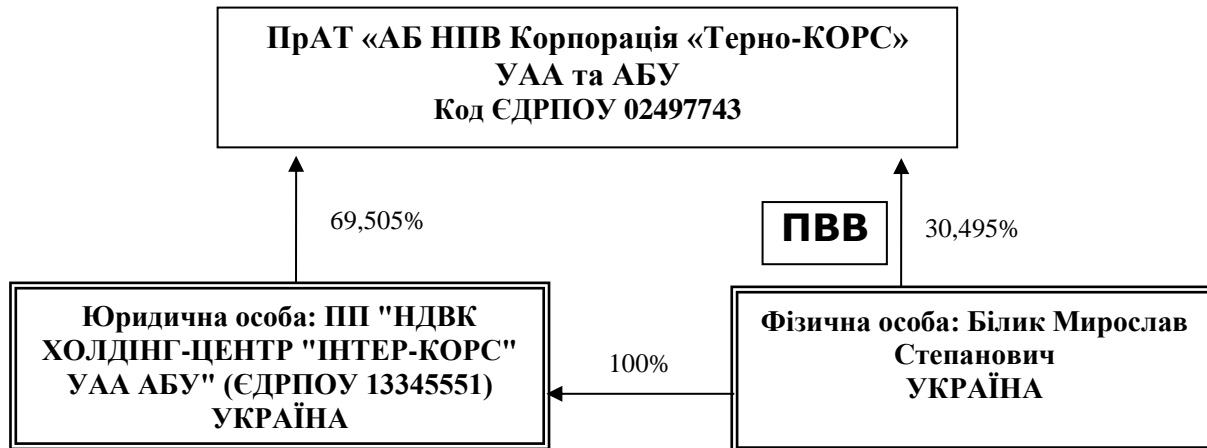 ПрАТ «АБ НПВ Корпорація «Терно-КОРС»
УАА та АБУ
Код ЄДРПОУ 02497743
69,505%
ПВВ
30,495%
Юридична особа: ПП "НДВК
ХОЛДІНГ-ЦЕНТР "ІНТЕР-КОРС"
УАА АБУ" (ЄДРПОУ 13345551)
УКРАЇНА
100%
Фізична особа: Білик Мирослав
Степанович
УКРАЇНА